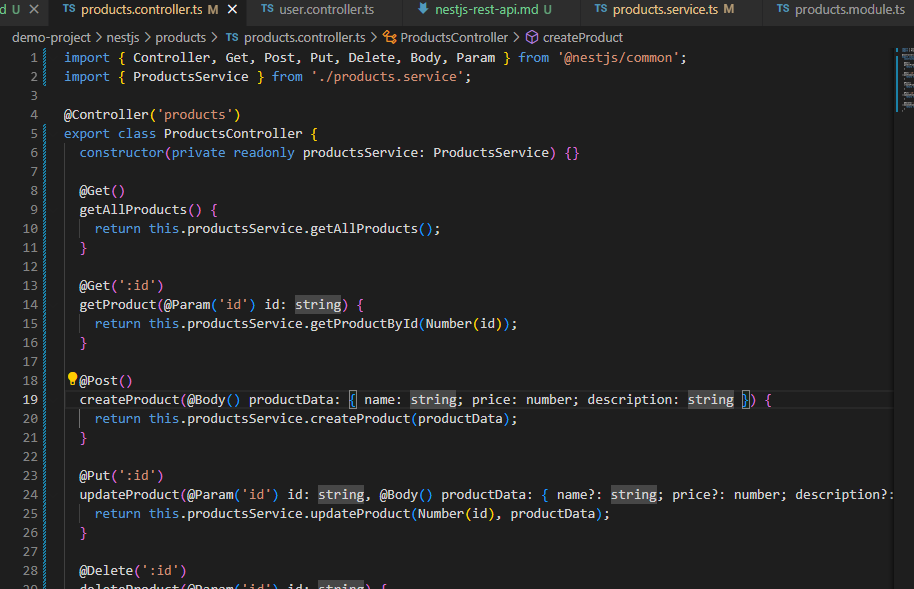 d U × TS products.controller.ts M × TS user.controller.ts nestjs-rest-api.md U TS products.service.ts M TS products.module.ts
demo-project > nestjs > products > TS products.controller.ts > ProductsController > createProduct
1 import { Controller, Get, Post, Put, Delete, Body, Param } from '@nestjs/common';
2 import { ProductsService } from './products.service';
3
4 @Controller('products')
5 export class ProductsController {
6 constructor(private readonly productsService: ProductsService) {}
7
8 @Get()
9 getAllProducts() {
10 return this.productsService.getAllProducts();
11 }
12
13 @Get(':id')
14 getProduct(@Param('id') id: string) {
15 return this.productsService.getProductById(Number(id));
16 }
17
18 @Post()
19 createProduct(@Body() productData: { name: string; price: number; description: string }) {
20 return this.productsService.createProduct(productData);
21 }
22
23 @Put(':id')
24 updateProduct(@Param('id') id: string, @Body() productData: { name?: string; price?: number; description?:
25 return this.productsService.updateProduct(Number(id), productData);
26 }
27
28 @Delete(':id')
29 deleteProduct(@Param('id') id: string) {